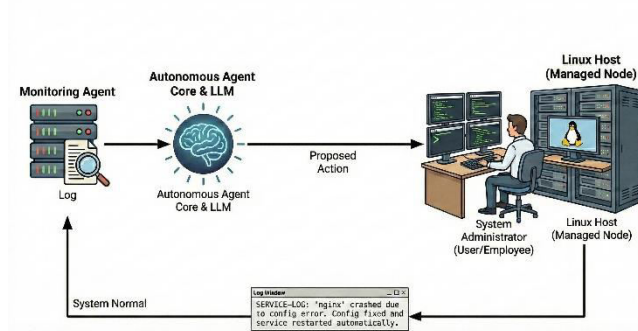 Monitoring Agent
Log
Autonomous Agent
Core & LLM
Autonomous Agent
Core & LLM
Proposed
Action
Linux Host
(Managed Node)
System
Administrator
(User/Employee)
Linux Host
(Managed Node)
System Normal
Log Window
SERVICE-LOG: 'nginx' crashed due
to config error. Config fixed and
service restarted automatically.